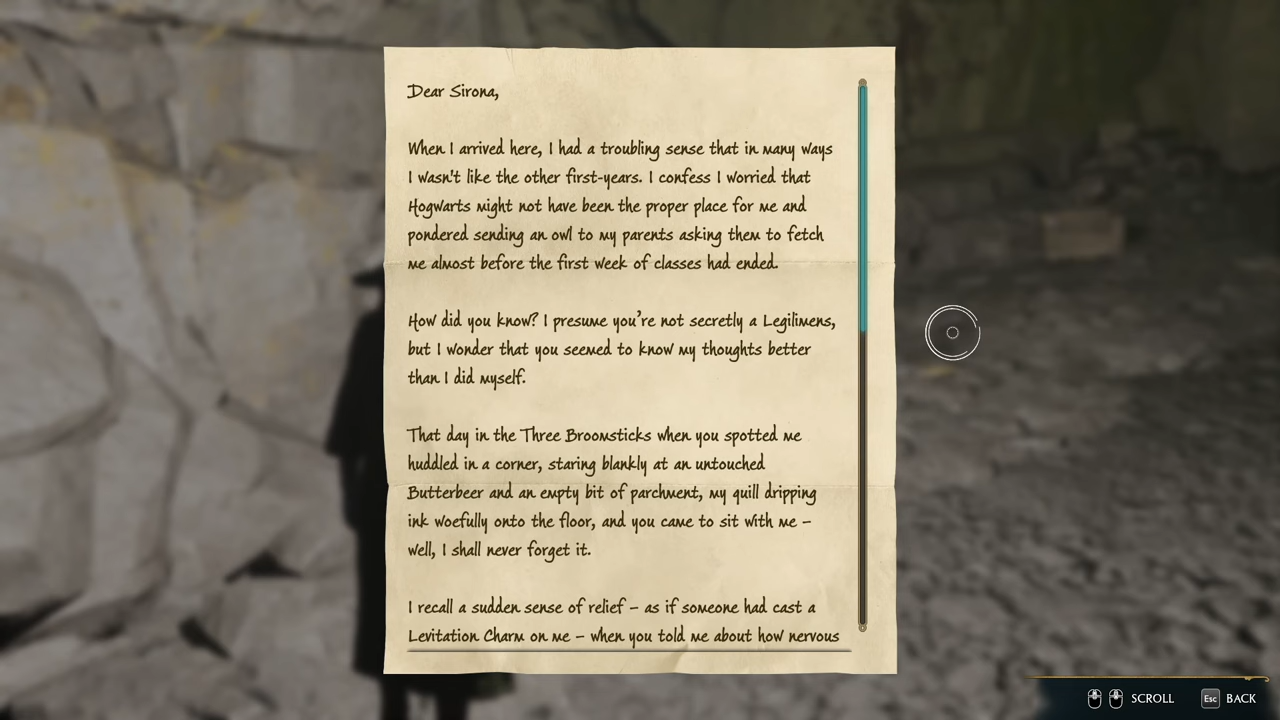 Dear Sirona,
When I arrived here, I had a troubling sense that in many ways
I wasn't like the other first-years. I confess I worried that
Hogwarts might not have been the proper place for me and
pondered sending an owl to my parents asking them to fetch
me almost before the first week of classes had ended.
How did you know? I presume you're not secretly a Legilimens,
but I wonder that you seemed to know my thoughts better
than I did myself.
That day in the Three Broomsticks when you spotted me
huddled in a corner, staring blankly at an untouched
Butterbeer and an empty bit of parchment, my quill dripping
ink woefully onto the floor, and you came to sit with me –
well, I shall never forget it.
I recall a sudden sense of relief – as if someone had cast a
Levitation Charm on me – when you told me about how nervous
SCROLL
Esc BACK